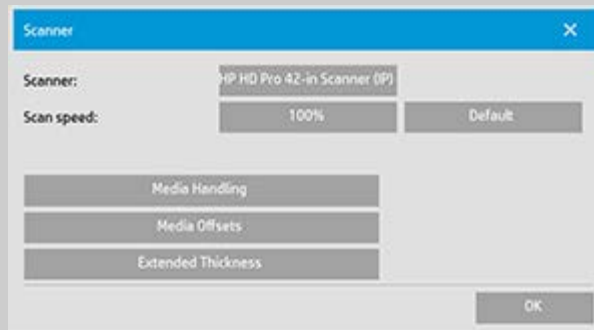 Scanner
Scanner: HP HD Pro 42-in Scanner (IP)
Scan speed: 100% Default
Media Handling
Media Offsets
Extended Thickness
OK